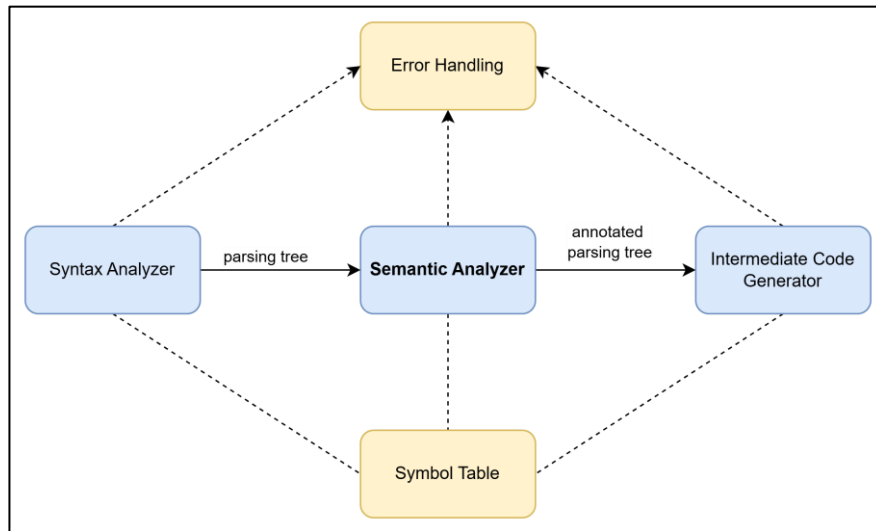 Error Handling
Syntax Analyzer
parsing tree
Semantic Analyzer
annotated
parsing tree
Intermediate Code
Generator
Symbol Table